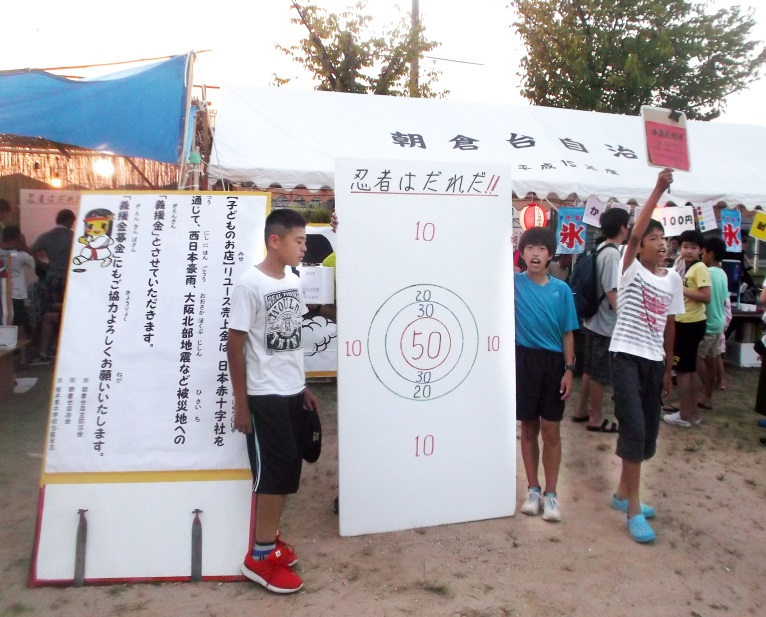 朝倉台自治
平成15年度
忍者はだれだ!!
10
20
30
10
50
10
30
20
10
【子どものお店】リユース売上金は、日本赤十字社を
通じて、西日本豪雨、大阪北部地震など被災地への
「義援金」とさせていただきます。
「義援金募金」にもご協力よろしくお願いいたします。
100円
氷
氷